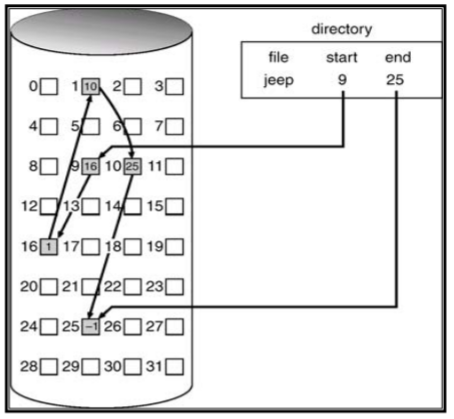 directory
file start end
jeep 9 25
0 1 10 2 3
4 5 6 7
8 9 16 10 25 11
12 13 14 15
16 1 17 18 19
20 21 22 23
24 25 -1 26 27
28 29 30 31